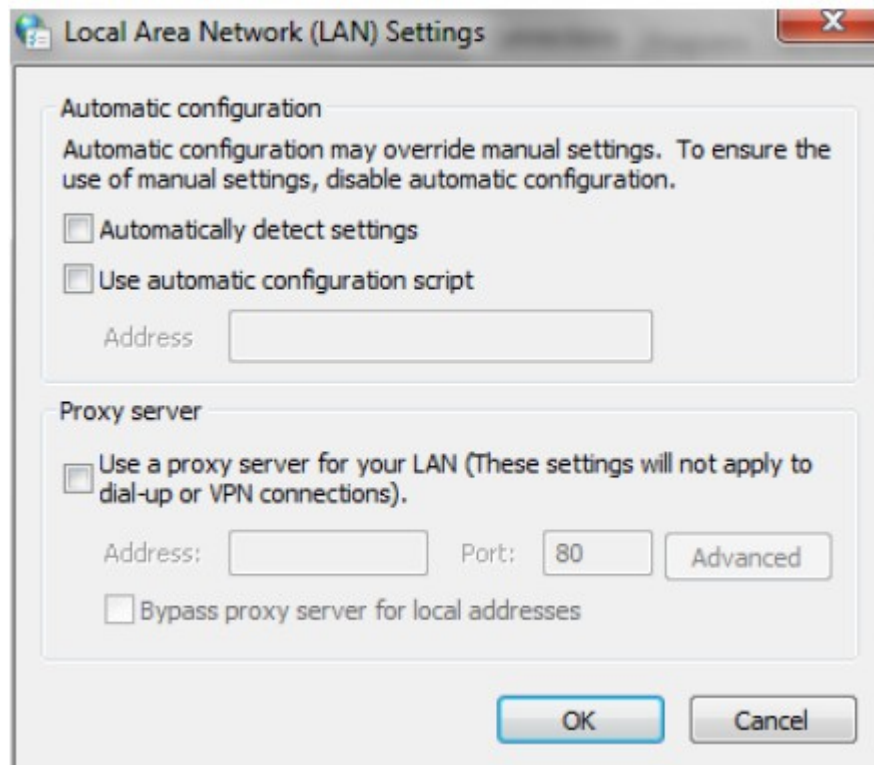 Local Area Network (LAN) Settings
Automatic configuration
Automatic configuration may override manual settings. To ensure the
use of manual settings, disable automatic configuration.
Automatically detect settings
Use automatic configuration script
Address
Proxy server
Use a proxy server for your LAN (These settings will not apply to
dial-up or VPN connections).
Address: Port: 80 Advanced
Bypass proxy server for local addresses
OK Cancel